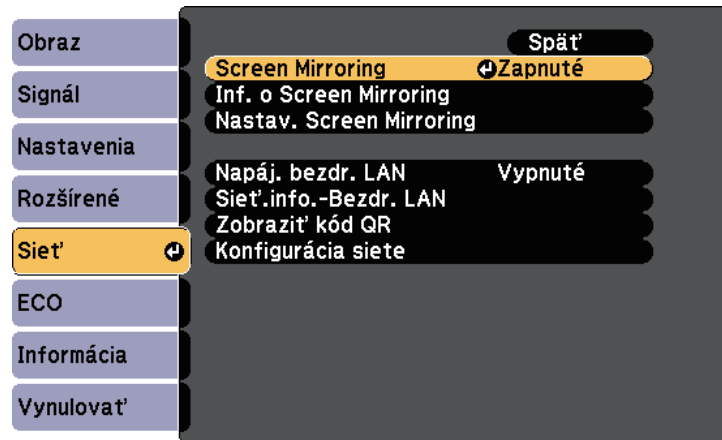 Obraz
Signál
Nastavenia
Rozšírené
Sieť
ECO
Informácia
Vynulovať
Späť
Screen Mirroring Zapnuté
Inf. o Screen Mirroring
Nastav. Screen Mirroring
Napáj. bezdr. LAN Vypnuté
Sieť.info.-Bezdr. LAN
Zobraziť kód QR
Konfigurácia siete